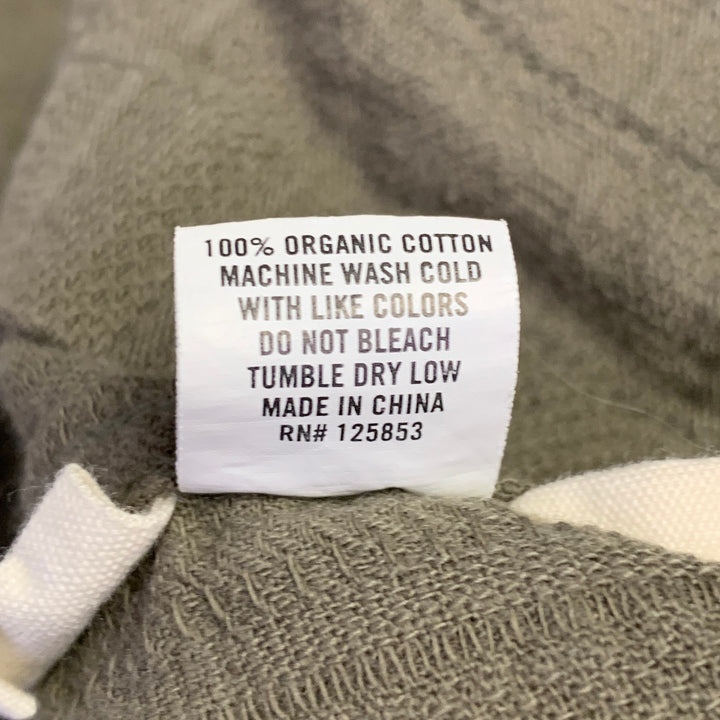 100% ORGANIC COTTON
MACHINE WASH COLD
WITH LIKE COLORS
DO NOT BLEACH
TUMBLE DRY LOW
MADE IN CHINA
RN# 125853